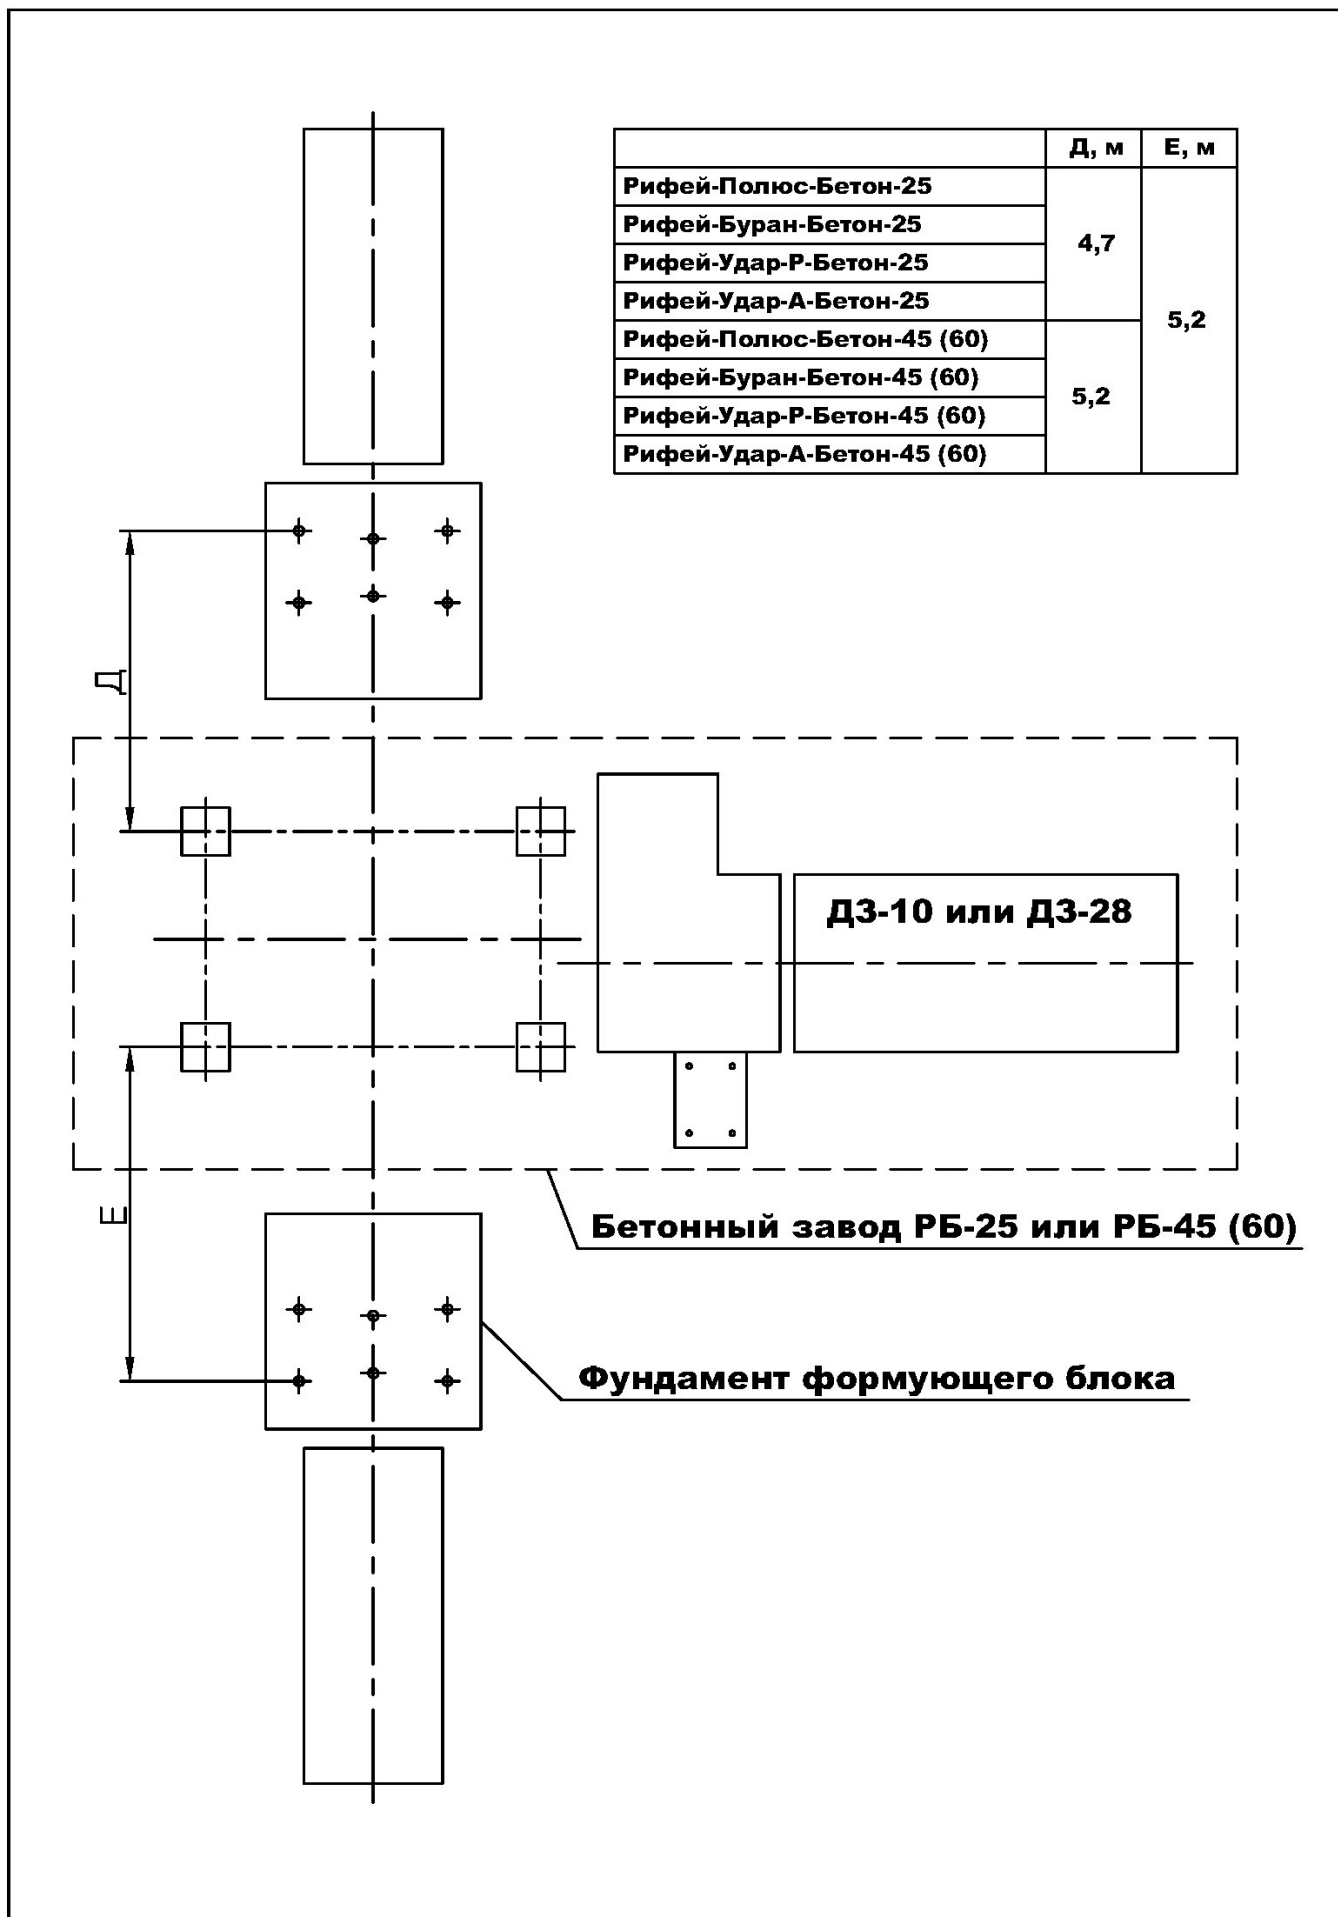 Д, м Е, м
Рифей-Полюс-Бетон-25
Рифей-Буран-Бетон-25
4,7
Рифей-Удар-Р-Бетон-25
Рифей-Удар-А-Бетон-25
5,2
Рифей-Полюс-Бетон-45 (60)
Рифей-Буран-Бетон-45 (60)
5,2
Рифей-Удар-Р-Бетон-45 (60)
Рифей-Удар-А-Бетон-45 (60)
Д
ДЗ-10 или ДЗ-28
Е
Бетонный завод РБ-25 или РБ-45 (60)
Фундамент формующего блока